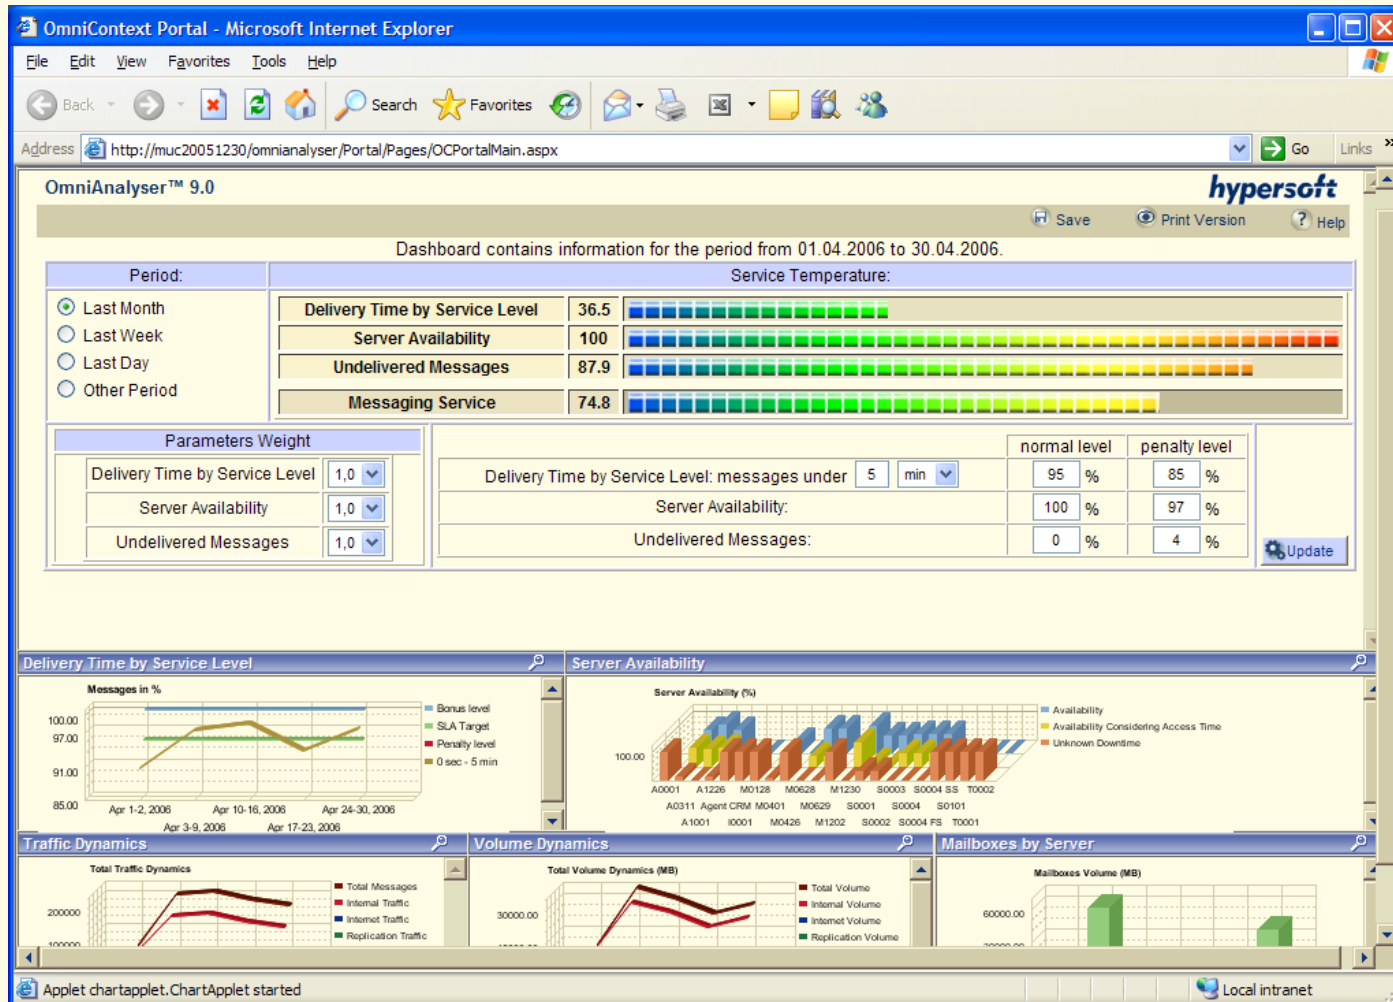 OmniContext Portal - Microsoft Internet Explorer
File Edit View Favorites Tools Help
Back Search Favorites
Address http://muc20051230/omnianalyser/Portal/Pages/OCPortalMain.aspx Go Links »
OmniAnalyser™ 9.0 hypersoft
Save Print Version ? Help
Dashboard contains information for the period from 01.04.2006 to 30.04.2006.
Period: Service Temperature:
Last Month Delivery Time by Service Level 36.5
Last Week Server Availability 100
Last Day Undelivered Messages 87.9
Other Period
Messaging Service 74.8
Parameters Weight normal level penalty level
Delivery Time by Service Level 1,0 Delivery Time by Service Level: messages under 5 min 95 % 85 %
Server Availability 1,0 Server Availability: 100 % 97 %
Undelivered Messages 1,0 Undelivered Messages: 0 % 4 %
Update
Delivery Time by Service Level Server Availability
Messages in %
Bonus level
SLA Target
Penalty level
0 sec - 5 min
100.00
97.00
91.00
85.00
Apr 1-2, 2006 Apr 10-16, 2006 Apr 24-30, 2006
Apr 3-9, 2006 Apr 17-23, 2006
Server Availability (%)
Availability
Availability Considering Access Time
Unknown Downtime
100.00
A0001 A1226 M0128 M0628 M1230 S0003 S0004 SS T0002
A0311 Agent CRM M0401 M0629 S0001 S0004 S0101
A1001 I0001 M0426 M1202 S0002 S0004 FS T0001
Traffic Dynamics Volume Dynamics Mailboxes by Server
Total Traffic Dynamics
Total Messages
Internal Traffic
Internet Traffic
Replication Traffic
200000
100000
Total Volume Dynamics (MB)
Total Volume
Internal Volume
Internet Volume
Replication Volume
30000.00
Mailboxes Volume (MB)
60000.00
Applet chartapplet.ChartApplet started Local intranet